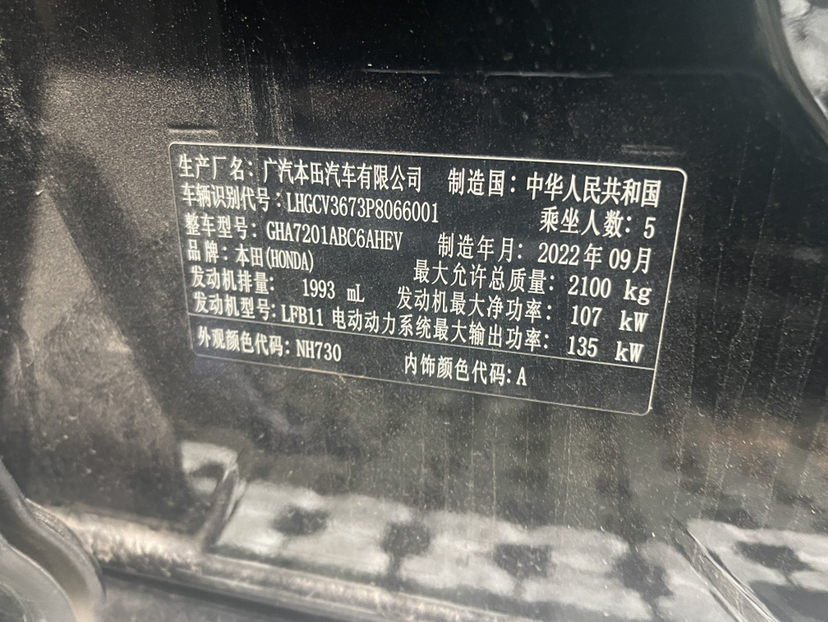 生产厂名：广汽本田汽车有限公司 制造国：中华人民共和国
车辆识别代号：LHGCV3673P8066001 乘坐人数：5
整车型号：GHA7201ABC6AHEV 制造年月：2022年09月
品牌：本田(HONDA) 最大允许总质量：2100 kg
发动机排量： 1993 mL 发动机最大净功率：107 kW
发动机型号：LFB11 电动动力系统最大输出功率：135 kW
外观颜色代码：NH730 内饰颜色代码：A